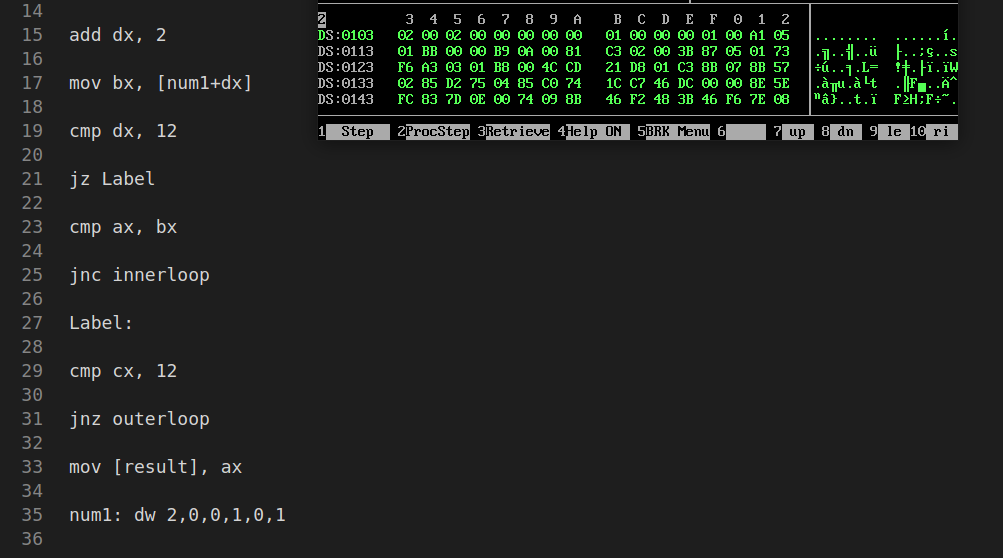 14
15 add dx, 2
16
17 mov bx, [num1+dx]
18
19 cmp dx, 12
20
21 jz Label
22
23 cmp ax, bx
24
25 jnc innerloop
26
27 Label:
28
29 cmp cx, 12
30
31 jnz outerloop
32
33 mov [result], ax
34
35 num1: dw 2,0,0,1,0,1
36
2 3 4 5 6 7 8 9 A B C D E F 0 1 2
DS:0103 02 00 02 00 00 00 00 00 01 00 00 00 01 00 A1 05 ........ ......í.
DS:0113 01 BB 00 00 B9 0A 00 81 C3 02 00 3B 87 05 01 73 .╗..╣..ü ├..;ç..s
DS:0123 F6 A3 03 01 B8 00 4C CD 21 D8 01 C3 8B 07 8B 57 ÷ú..╕.L═ !╪.├ï.ïW
DS:0133 02 85 D2 75 04 85 C0 74 1C C7 46 DC 00 00 8E 5E .à╥u.à└t .╟F▄..Ä^
DS:0143 FC 83 7D 0E 00 74 09 8B 46 F2 48 3B 46 F6 7E 08 ⁿâ}..t.ï F≥H;F÷~.
1 Step 2ProcStep 3Retrieve 4Help ON 5BRK Menu 6 7 up 8 dn 9 le 10 ri